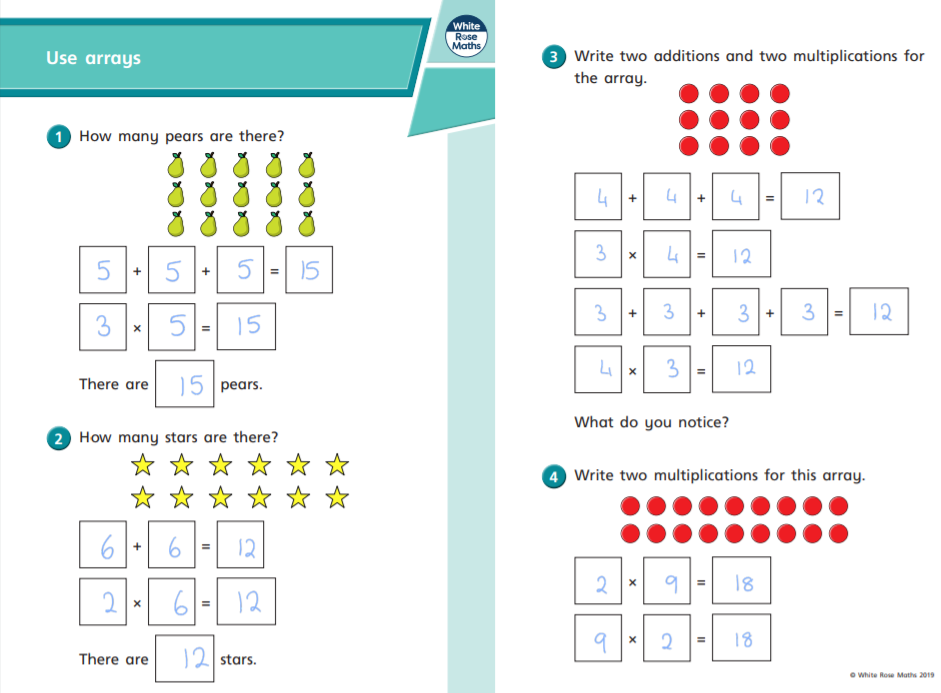 Use arrays
White
Rose
Maths
1 How many pears are there?
5 + 5 + 5 = 15
3 × 5 = 15
There are 15 pears.
2 How many stars are there?
6 + 6 = 12
2 × 6 = 12
There are 12 stars.
3 Write two additions and two multiplications for
the array.
4 + 4 + 4 = 12
3 × 4 = 12
3 + 3 + 3 + 3 = 12
4 × 3 = 12
What do you notice?
4 Write two multiplications for this array.
2 × 9 = 18
9 × 2 = 18
© White Rose Maths 2019